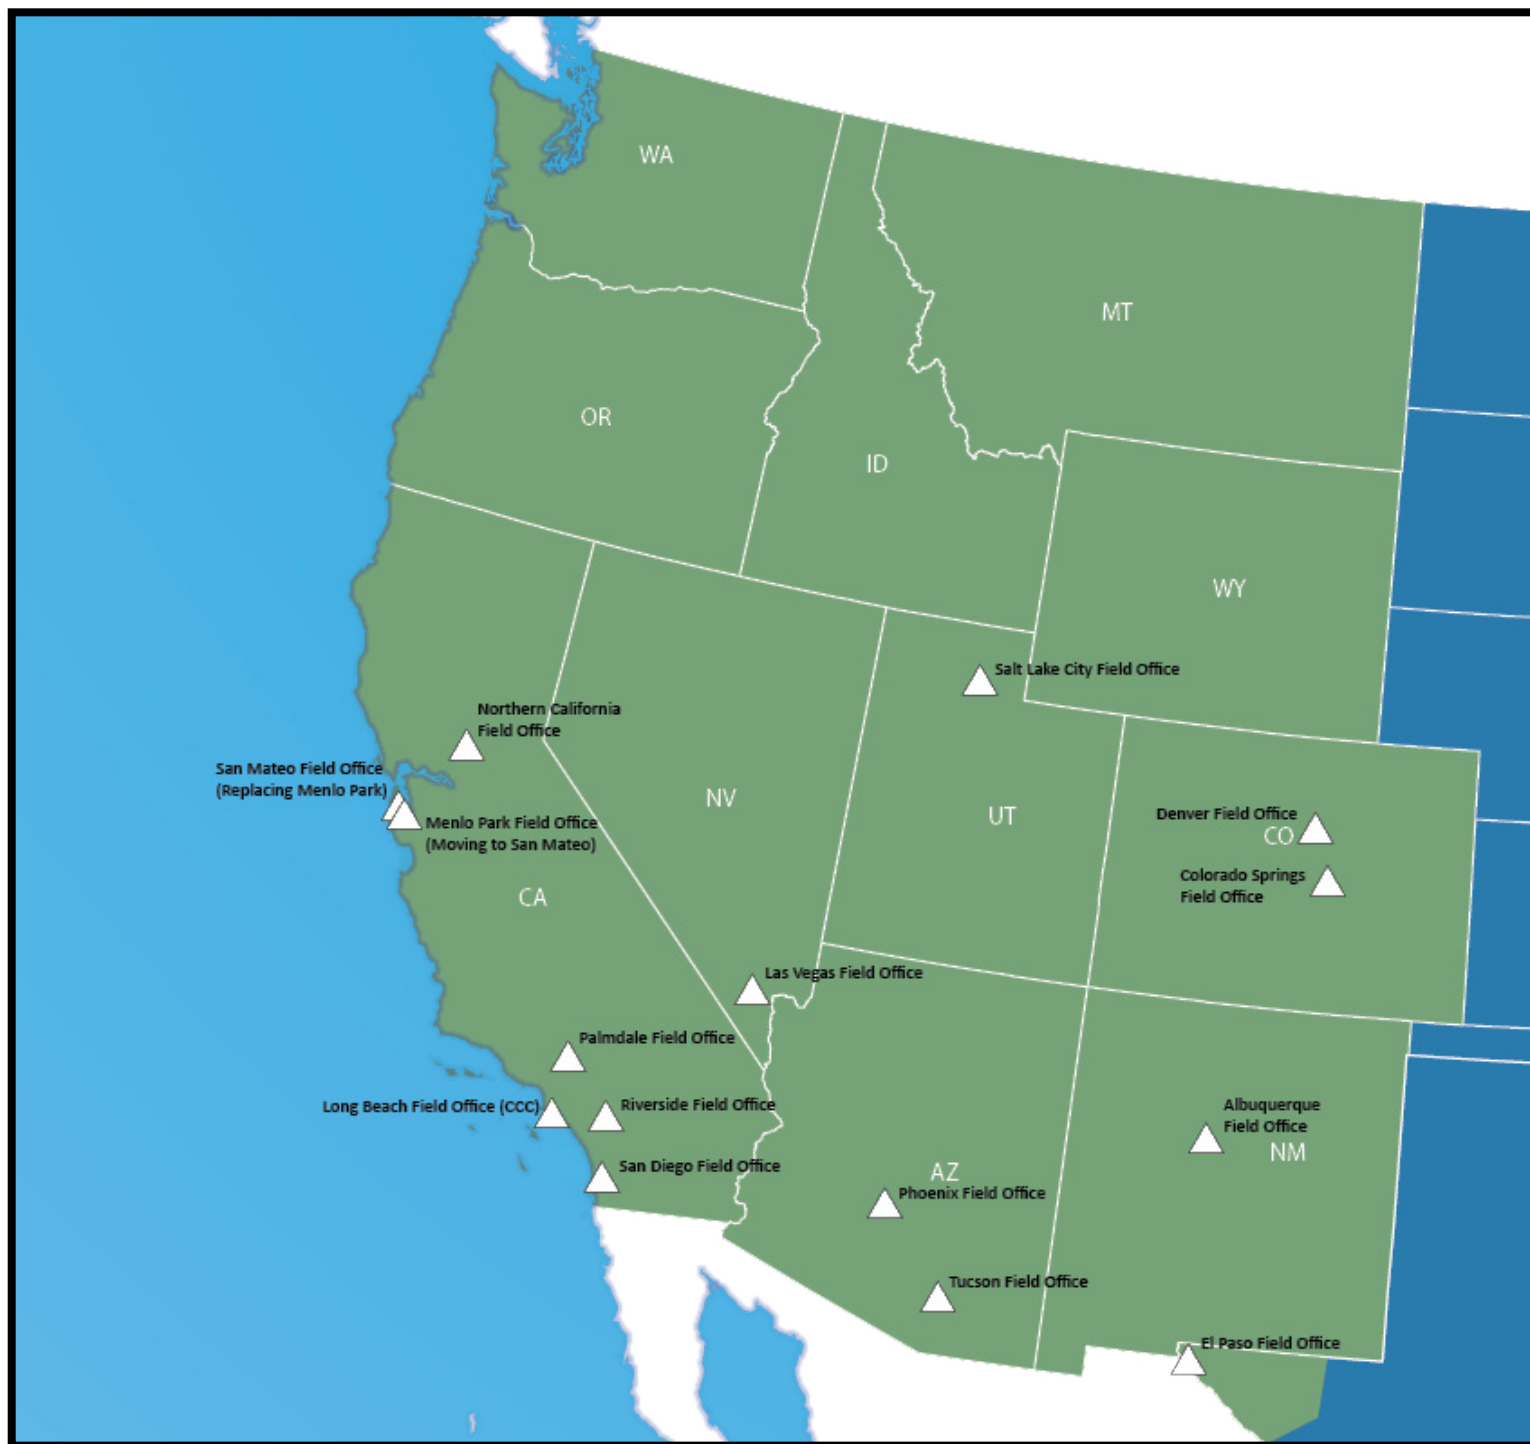 WA
MT
OR
ID
WY
Salt Lake City Field Office
Northern California
Field Office
San Mateo Field Office
(Replacing Menlo Park)
NV
UT
Menlo Park Field Office
(Moving to San Mateo)
Denver Field Office
CO
Colorado Springs
Field Office
CA
Las Vegas Field Office
Palmdale Field Office
Long Beach Field Office (CCC)
Riverside Field Office
Albuquerque
Field Office
NM
San Diego Field Office
AZ
Phoenix Field Office
Tucson Field Office
El Paso Field Office